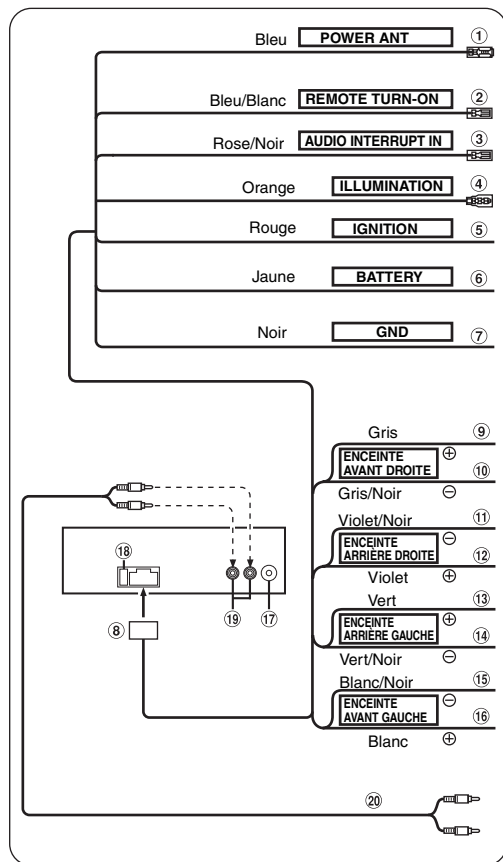 Bleu POWER ANT ①
Bleu/Blanc REMOTE TURN-ON ②
Rose/Noir AUDIO INTERRUPT IN ③
Orange ILLUMINATION ④
Rouge IGNITION ⑤
Jaune BATTERY ⑥
Noir GND ⑦
Gris ⑨
ENCEINTE ⊕
AVANT DROITE ⑩
Gris/Noir ⊖
Violet/Noir ⑪
ENCEINTE ⊖
ARRIÈRE DROITE ⑫
Violet ⊕
Vert ⑬
ENCEINTE ⊕
ARRIÈRE GAUCHE ⑭
Vert/Noir ⊖
Blanc/Noir ⑮
ENCEINTE ⊖
AVANT GAUCHE ⑯
Blanc ⊕
⑱
⑲ ⑰
⑧
⑳